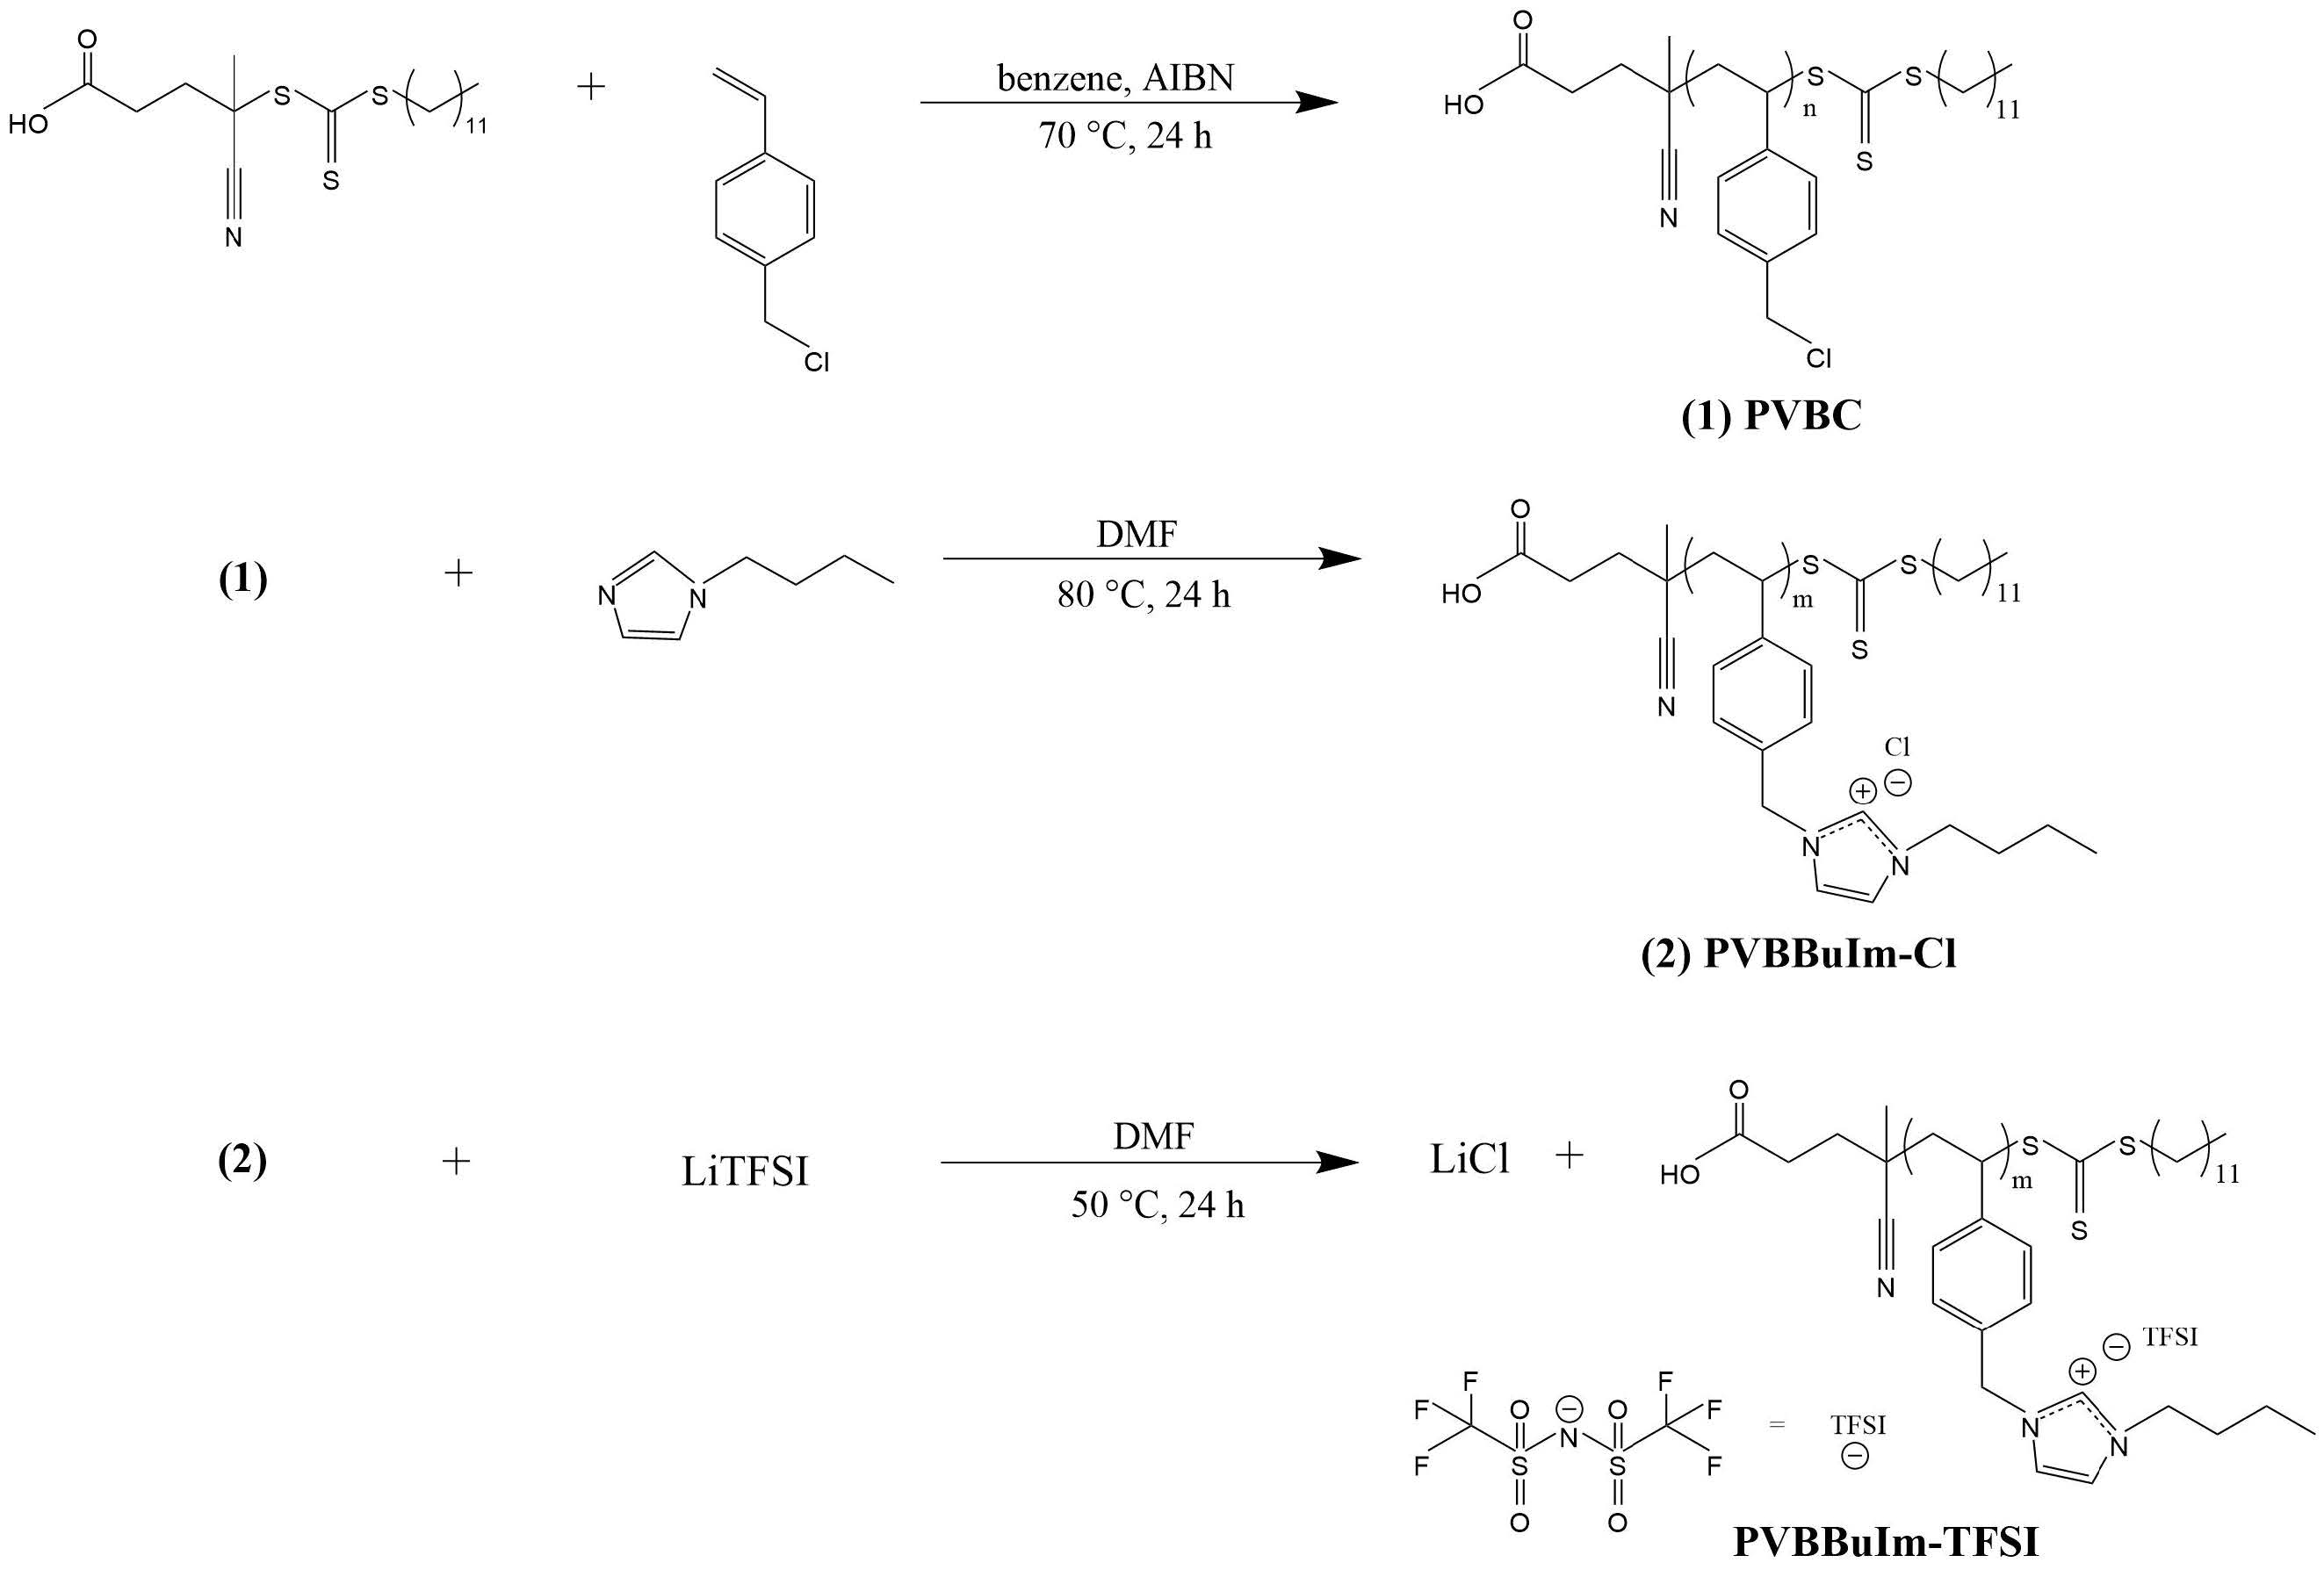 O
HO
S
S
11
S
N
+
Cl
benzene, AIBN
70 °C, 24 h
O
HO
N
n
S
S
11
S
Cl
(1) PVBC
(1)
+
N
N
DMF
80 °C, 24 h
O
HO
N
m
S
S
11
S
Cl
+
−
N
N
(2) PVBBuIm-Cl
(2)
+
LiTFSI
DMF
50 °C, 24 h
LiCl
+
O
HO
N
m
S
S
11
S
− TFSI
+
N
N
F
F
F
O
O
S
N
−
S
O
O
F
F
F
=
TFSI
−
PVBBuIm-TFSI